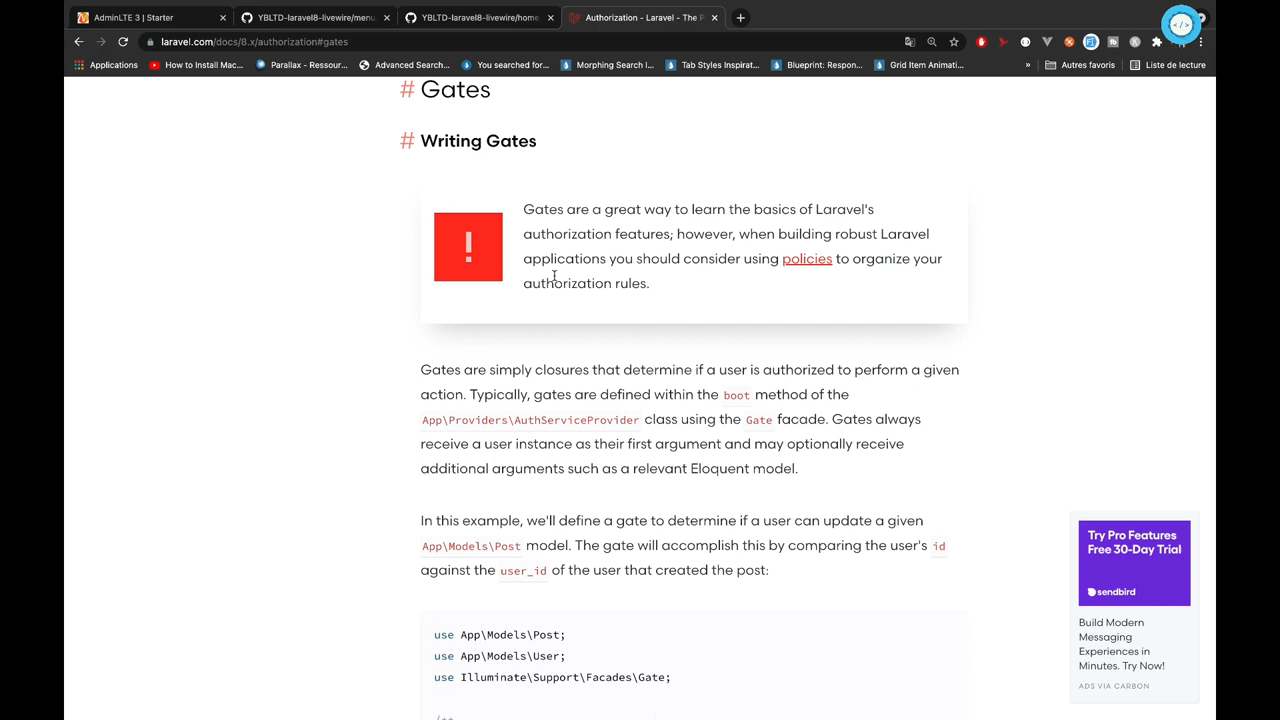 AdminLTE 3 | Starter
YBLTD-laravel8-livewire/menu.
YBLTD-laravel8-livewire/home
Authorization - Laravel - The P
laravel.com/docs/8.x/authorization#gates
Applications
How to Install Mac...
Parallax - Ressour...
Advanced Search...
You searched for...
Morphing Search I...
Tab Styles Inspirat...
Blueprint: Respon...
Grid Item Animati...
»
Autres favoris
Liste de lecture
# Gates
# Writing Gates
!
Gates are a great way to learn the basics of Laravel's
authorization features; however, when building robust Laravel
applications you should consider using policies to organize your
authorization rules.
Gates are simply closures that determine if a user is authorized to perform a given
action. Typically, gates are defined within the boot method of the
App\Providers\AuthServiceProvider class using the Gate facade. Gates always
receive a user instance as their first argument and may optionally receive
additional arguments such as a relevant Eloquent model.
In this example, we'll define a gate to determine if a user can update a given
App\Models\Post model. The gate will accomplish this by comparing the user's id
against the user_id of the user that created the post:
use App\Models\Post;
use App\Models\User;
use Illuminate\Support\Facades\Gate;
/**
Try Pro Features
Free 30-Day Trial
sendbird
Build Modern
Messaging
Experiences in
Minutes. Try Now!
ADS VIA CARBON